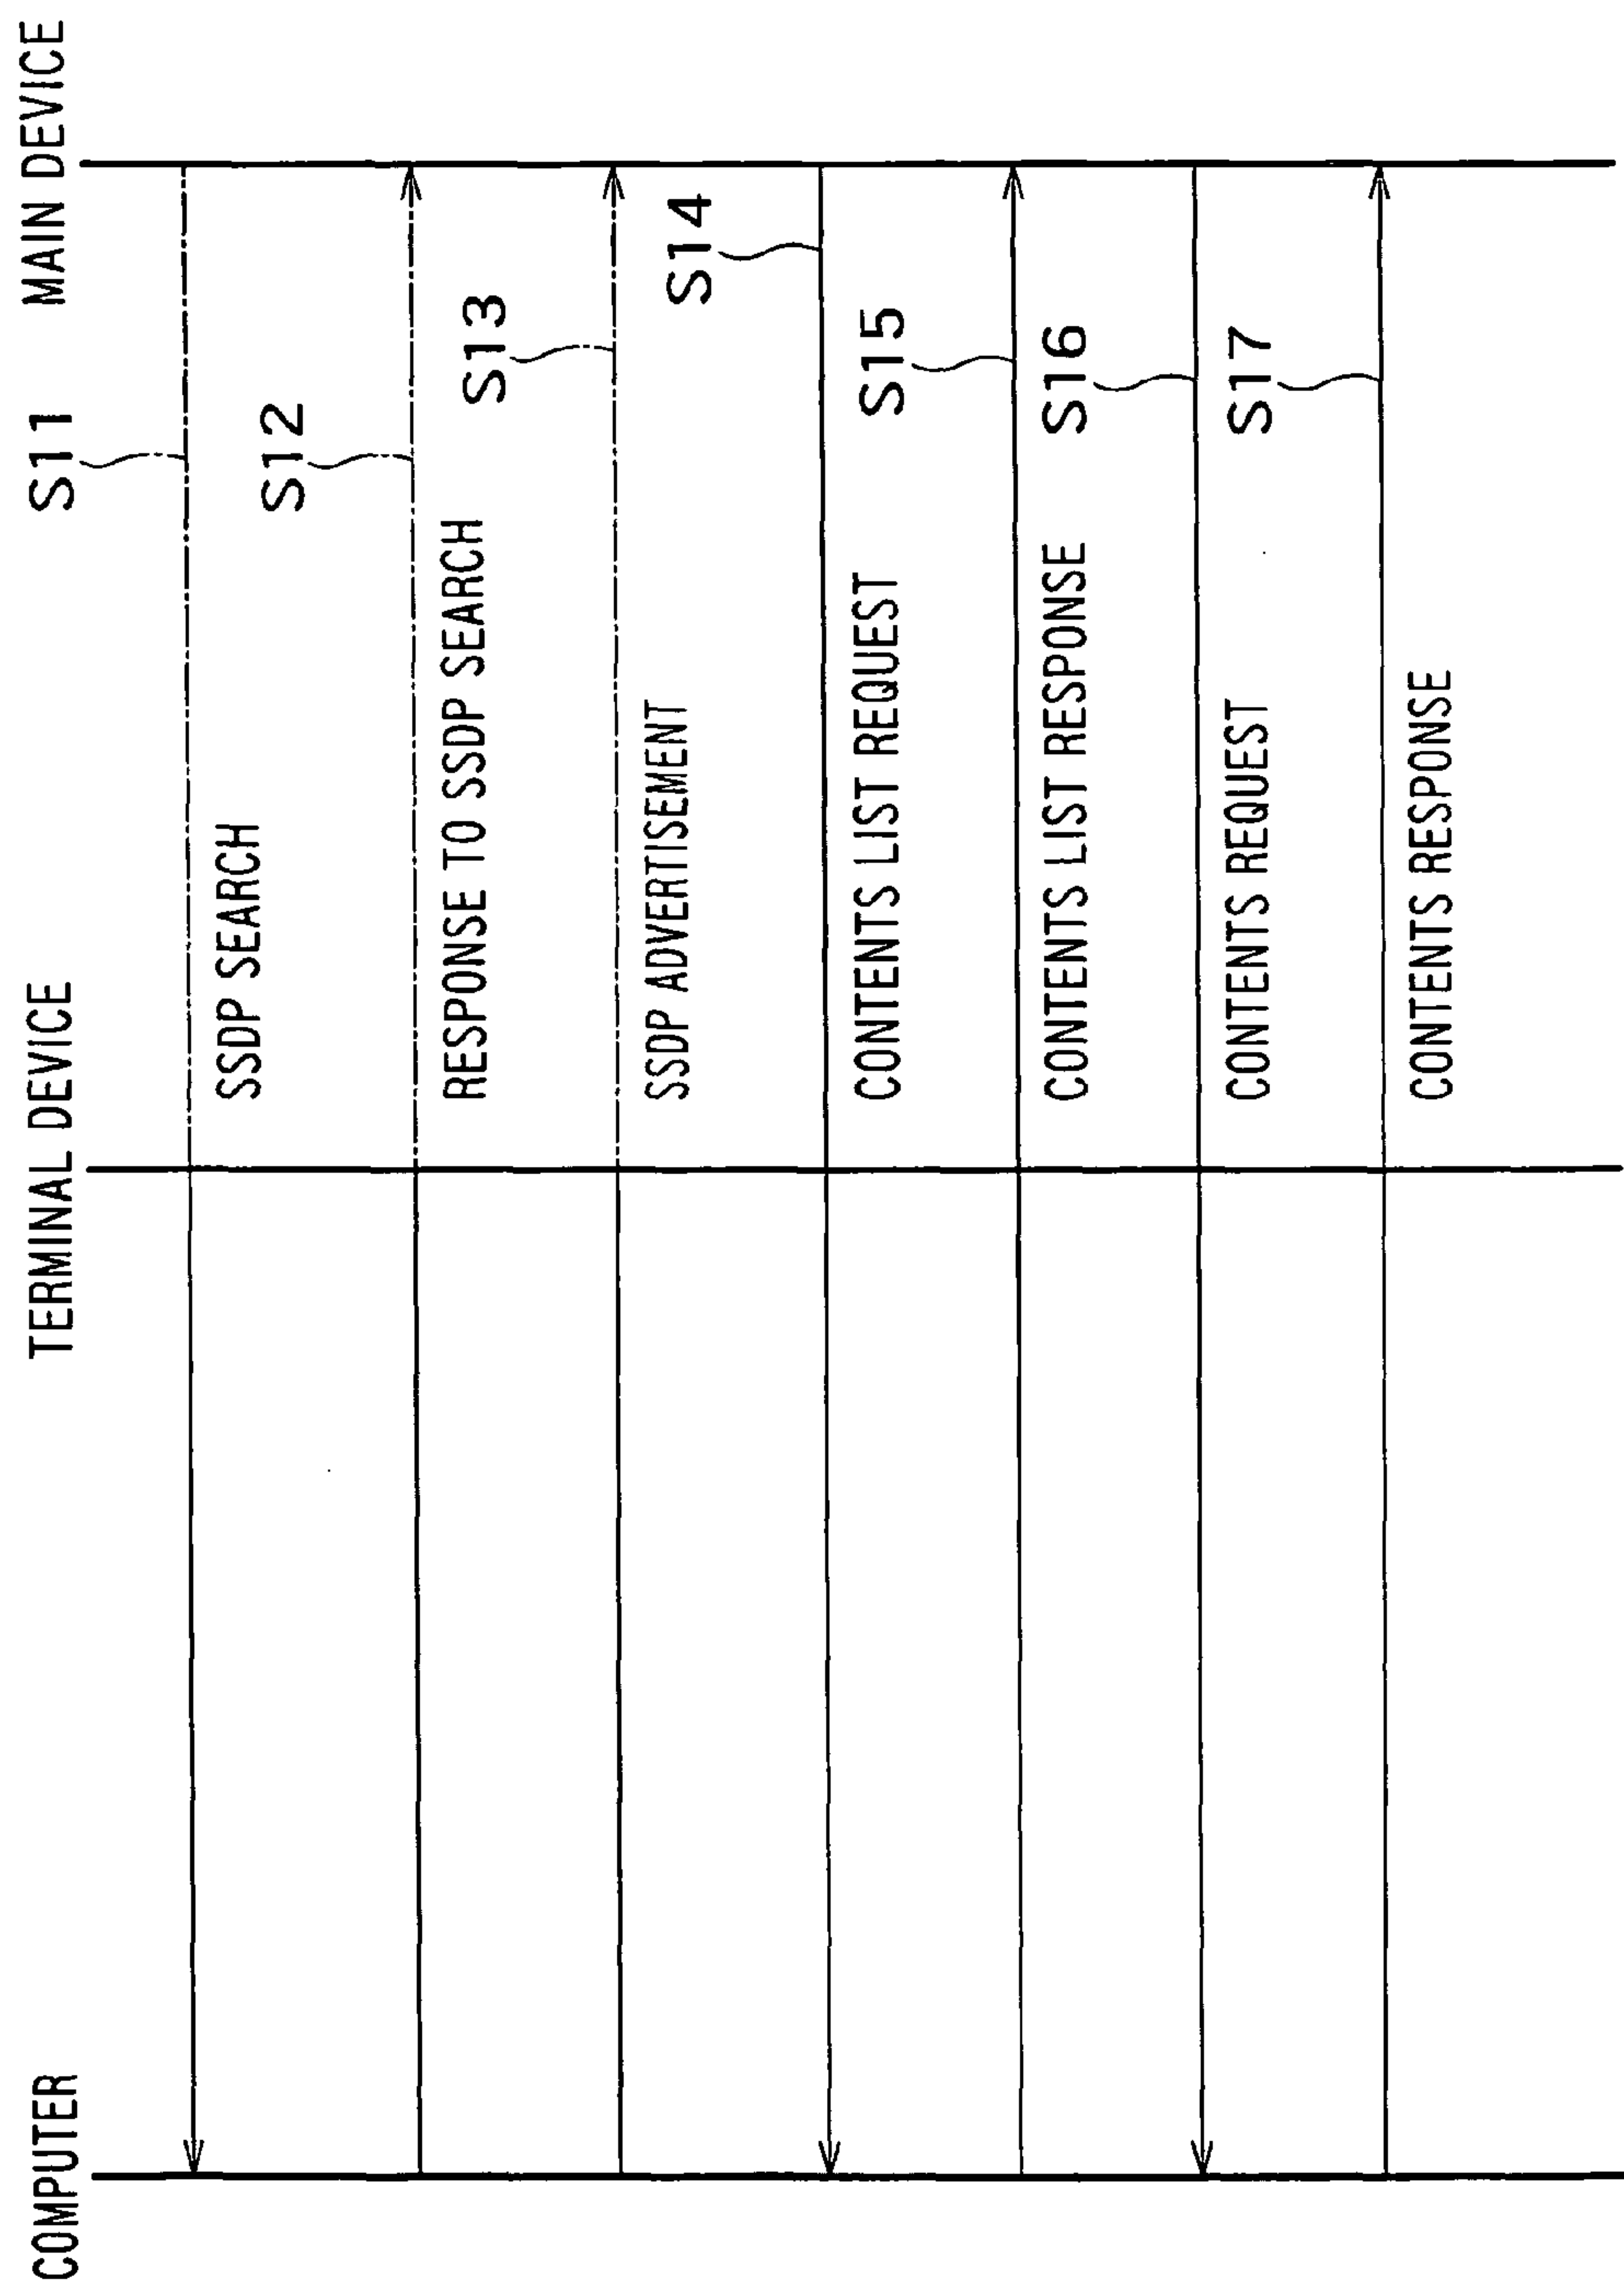 COMPUTER
TERMINAL DEVICE
MAIN DEVICE
S11
SSDP SEARCH
S12
RESPONSE TO SSDP SEARCH
S13
SSDP ADVERTISEMENT
S14
CONTENTS LIST REQUEST
S15
CONTENTS LIST RESPONSE
S16
CONTENTS REQUEST
S17
CONTENTS RESPONSE